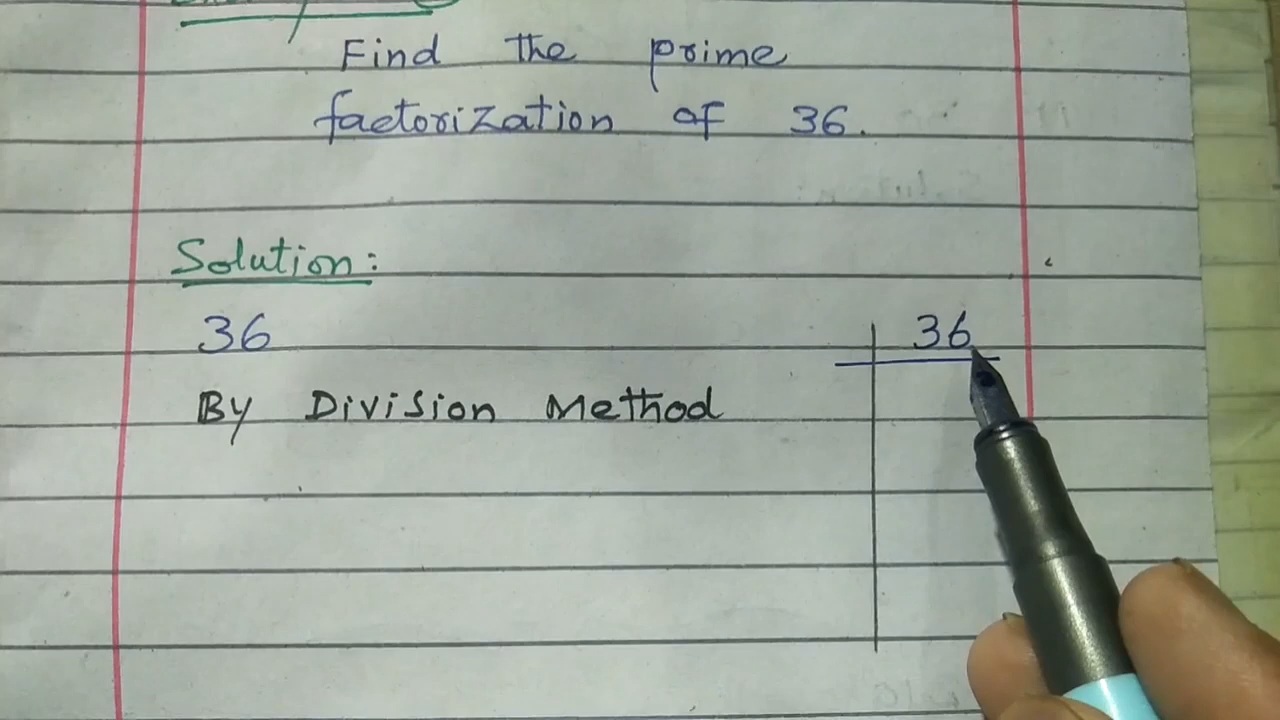 Find the prime
factorization of 36.
Solution:
36
36
By Division Method